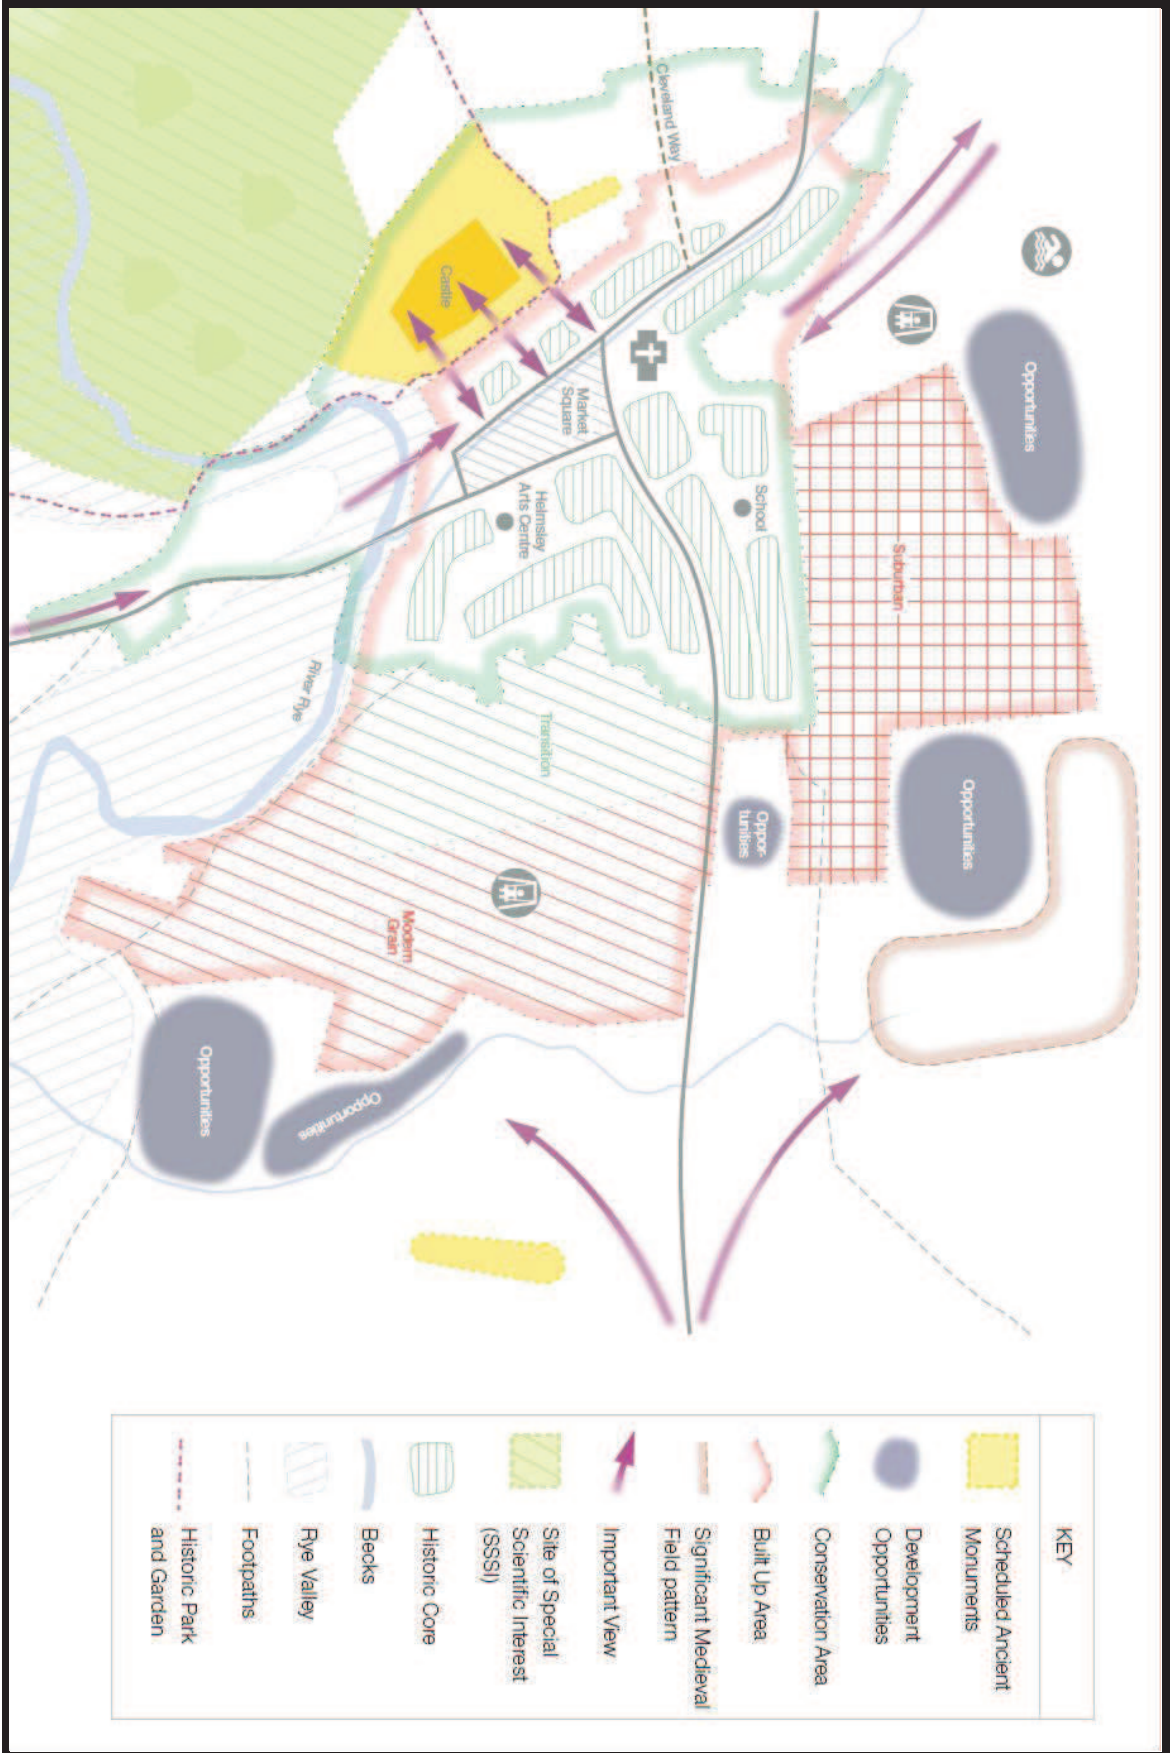 Cleveland Way
Castle
Market
Square
School
Helmsley
Arts Centre
River Rye
Suburban
Transition
Modern
Grain
Opportunities
Opportunities
Oppor-
tunities
Opportunities
Opportunities
KEY
Scheduled Ancient
Monuments
Development
Opportunities
Conservation Area
Built Up Area
Significant Medieval
Field pattern
Important View
Site of Special
Scientific Interest
(SSSI)
Historic Core
Becks
Rye Valley
Footpaths
Historic Park
and Garden